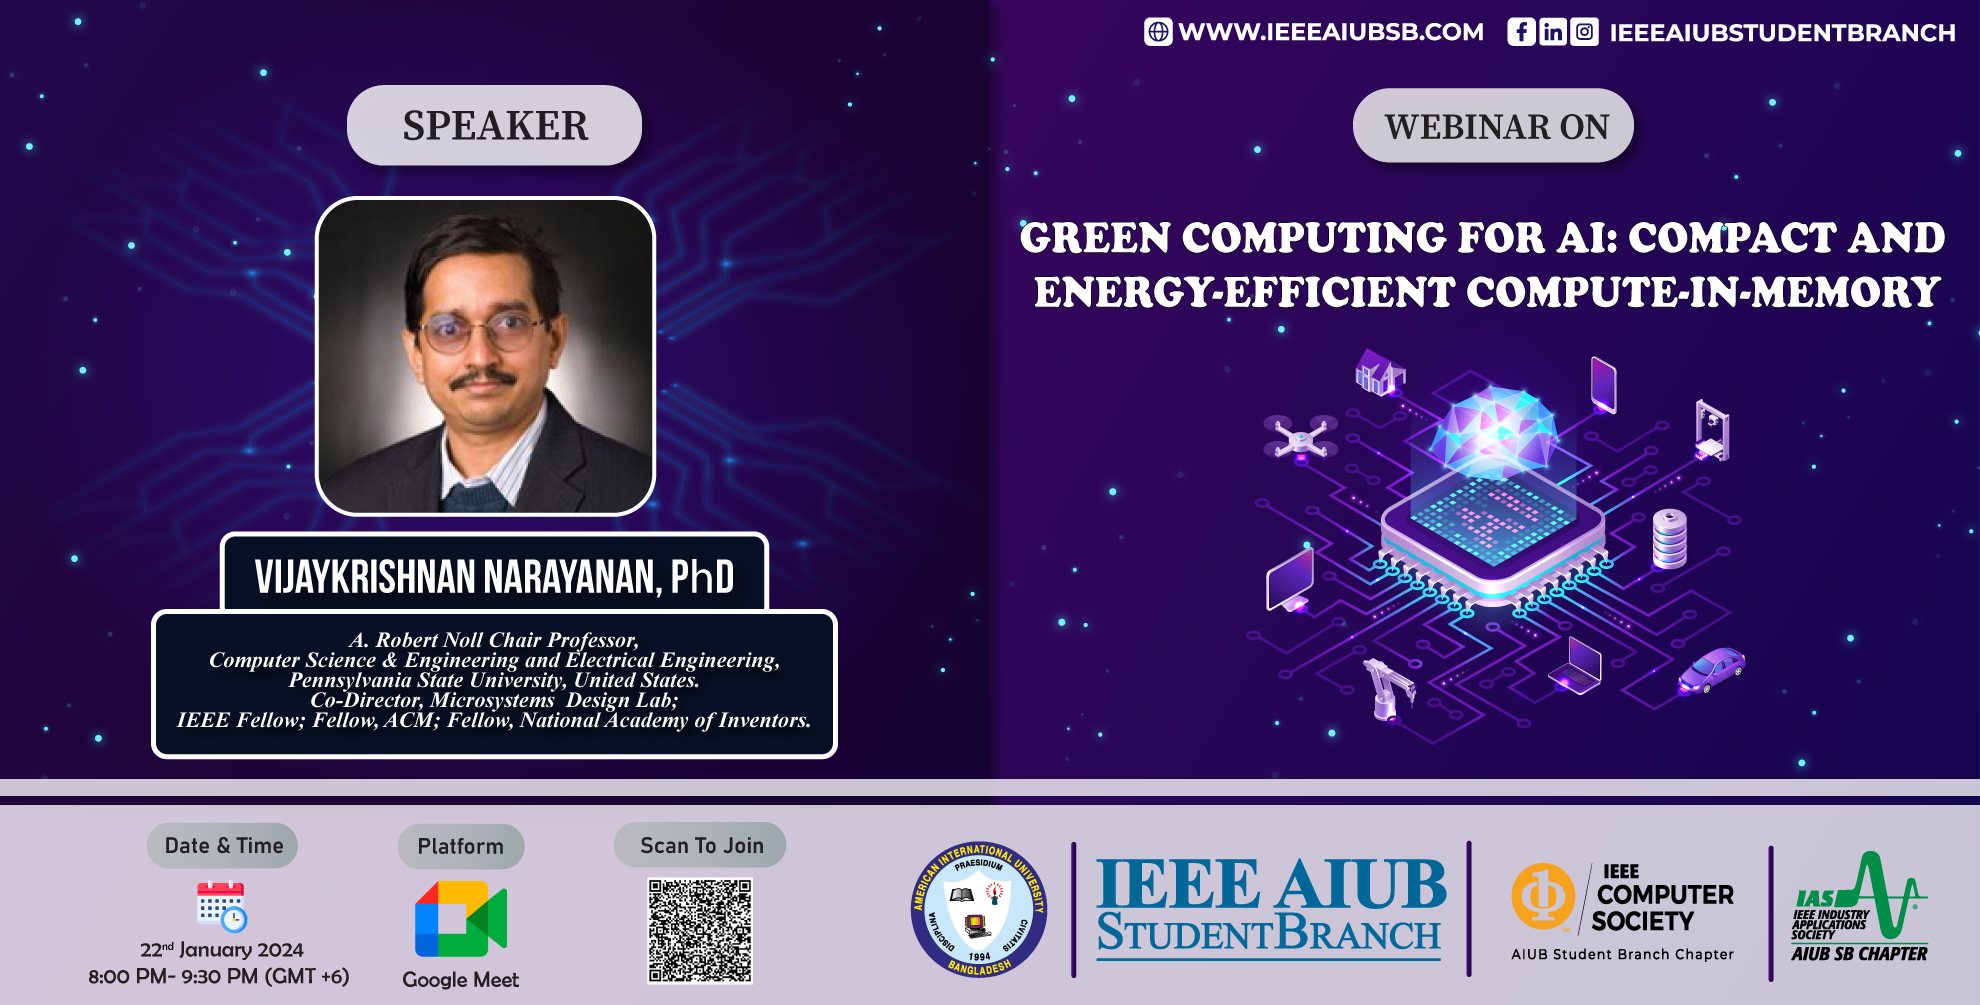 WWW.IEEEAIUBSB.COM
IEEEAIUBSTUDENTBRANCH
SPEAKER
VIJAYKRISHNAN NARAYANAN, PhD
A. Robert Noll Chair Professor,
Computer Science & Engineering and Electrical Engineering,
Pennsylvania State University, United States.
Co-Director, Microsystems Design Lab;
IEEE Fellow; Fellow, ACM; Fellow, National Academy of Inventors.
WEBINAR ON
GREEN COMPUTING FOR AI: COMPACT AND
ENERGY-EFFICIENT COMPUTE-IN-MEMORY
Date & Time
22nd January 2024
8:00 PM- 9:30 PM (GMT +6)
Platform
Google Meet
Scan To Join
AMERICAN INTERNATIONAL UNIVERSITY
PRAESIDIUM
DISCIPLINA
CIVITATIS
1994
BANGLADESH
IEEE AIUB
STUDENTBRANCH
IEEE
COMPUTER
SOCIETY
TM
AIUB Student Branch Chapter
IAS
®
IEEE INDUSTRY
APPLICATIONS
SOCIETY
AIUB SB CHAPTER